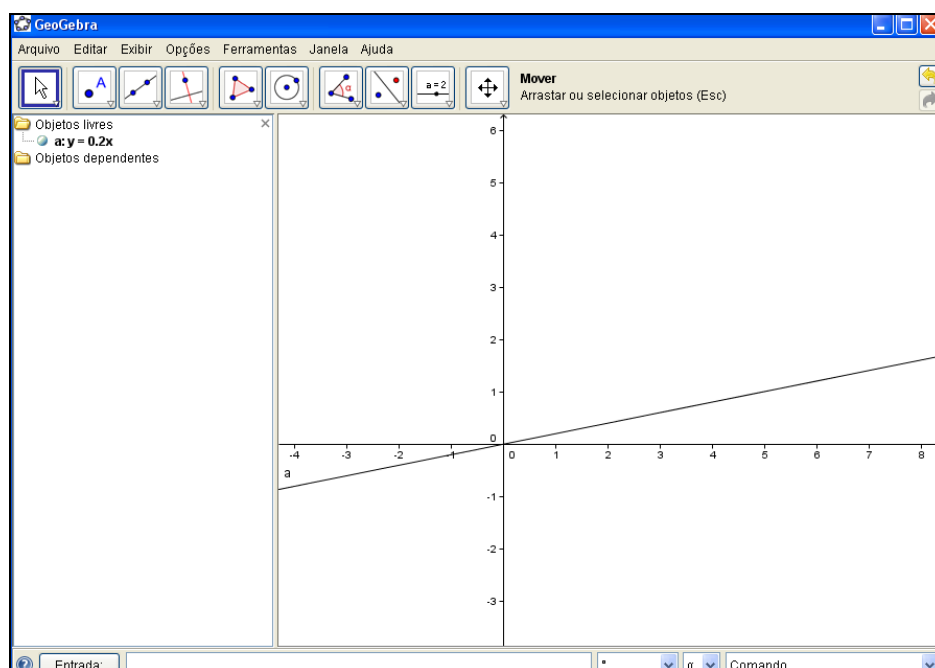 GeoGebra
Arquivo Editar Exibir Opções Ferramentas Janela Ajuda
A
α
a = 2
Mover
Arrastar ou selecionar objetos (Esc)
Objetos livres
a: y = 0.2x
Objetos dependentes
6
5
4
3
2
1
0
-4 -3 -2 -1 0 1 2 3 4 5 6 7 8
a
-1
-2
-3
Entrada:
α
Comando